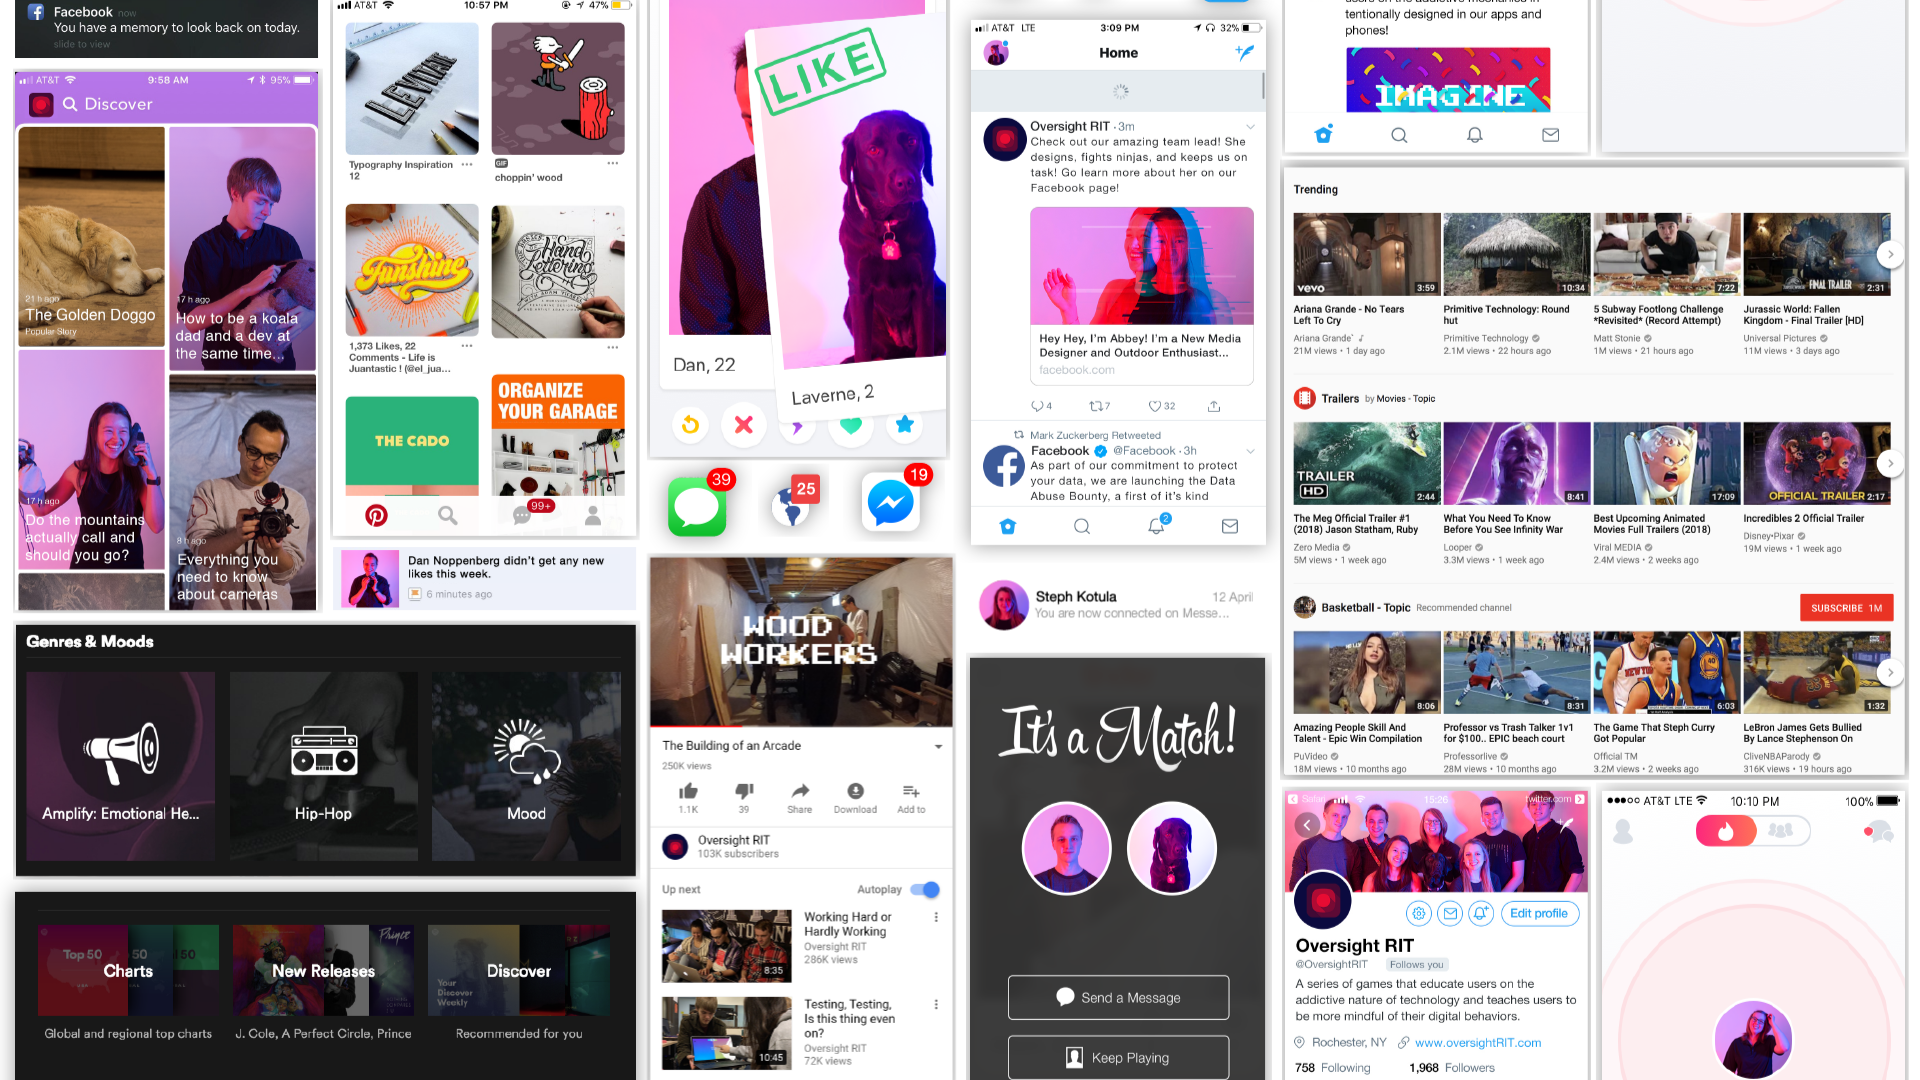 Facebook now
You have a memory to look back on today.
slide to view
AT&T
9:58 AM
95%
Discover
21 h ago
The Golden Doggo
Popular Story
17 h ago
How to be a koala
dad and a dev at
the same time...
17 h ago
Do the mountains
actually call and
should you go?
8 h ago
Everything you
need to know
about cameras
AT&T
10:57 PM
47%
Typography Inspiration
12
GIF
choppin' wood
Funshine
Hand
Lettering
1,373 Likes, 22
Comments - Life is
Juantastic ! (@el_jua...
ORGANIZE
YOUR GARAGE
THE CADO
99+
Dan Noppenberg didn't get any new
likes this week.
6 minutes ago
Genres & Moods
Amplify: Emotional He...
Hip-Hop
Mood
Top 50
50
50
Charts
Global and regional top charts
Prince
New Releases
J. Cole, A Perfect Circle, Prince
Your
Discover
Weekly
Discover
Recommended for you
LIKE
Dan, 22
Laverne, 2
39
25
19
WOOD
WORKERS
The Building of an Arcade
250K views
1.1K
39
Share
Download
Add to
Oversight RIT
103K subscribers
Up next
Autoplay
Working Hard or
Hardly Working
Oversight RIT
286K views
8:35
Testing, Testing,
Is this thing even
on?
Oversight RIT
72K views
10:45
AT&T LTE
3:09 PM
32%
Home
Oversight RIT · 3m
Check out our amazing team lead! She
designs, fights ninjas, and keeps us on
task! Go learn more about her on our
Facebook page!
Hey Hey, I'm Abbey! I'm a New Media
Designer and Outdoor Enthusiast...
facebook.com
4
7
32
Mark Zuckerberg Retweeted
Facebook @Facebook · 3h
As part of our commitment to protect
your data, we are launching the Data
Abuse Bounty, a first of it's kind
2
Steph Kotula
12 April
You are now connected on Messe...
It's a Match!
Send a Message
Keep Playing
tentionally designed in our apps and
phones!
IMAGINE
Trending
vevo
3:59
10:34
7:22
FINAL TRAILER
2:31
Ariana Grande - No Tears
Left To Cry
Ariana Grande
21M views • 1 day ago
Primitive Technology: Round
hut
Primitive Technology
2.1M views • 22 hours ago
5 Subway Footlong Challenge
*Revisited* (Record Attempt)
Matt Stonie
1M views • 21 hours ago
Jurassic World: Fallen
Kingdom - Final Trailer [HD]
Universal Pictures
11M views • 3 days ago
Trailers by Movies - Topic
TRAILER
HD
2:44
8:41
17:09
OFFICIAL TRAILER
2:17
The Meg Official Trailer #1
(2018) Jason Statham, Ruby
Zero Media
5M views • 1 week ago
What You Need To Know
Before You See Infinity War
Looper
3.3M views • 1 week ago
Best Upcoming Animated
Movies Full Trailers (2018)
Viral MEDIA
2.4M views • 2 weeks ago
Incredibles 2 Official Trailer
Disney•Pixar
19M views • 1 week ago
Basketball - Topic Recommended channel
SUBSCRIBE 1M
8:06
8:31
NEW YORK
6:03
1:32
Amazing People Skill And
Talent - Epic Win Compilation
PuVideo
18M views • 10 months ago
Professor vs Trash Talker 1v1
for $100.. EPIC beach court
Professorlive
28M views • 10 months ago
The Game That Steph Curry
Got Popular
Official TM
3.2M views • 2 weeks ago
LeBron James Gets Bullied
By Lance Stephenson On
CliveNBAParody
316K views • 19 hours ago
Safari
15:26
twitter.com
Edit profile
Oversight RIT
@OversightRIT
Follows you
A series of games that educate users on the
addictive nature of technology and teaches users to
be more mindful of their digital behaviors.
Rochester, NY
www.oversightRIT.com
758 Following
1,968 Followers
AT&T LTE
10:10 PM
100%